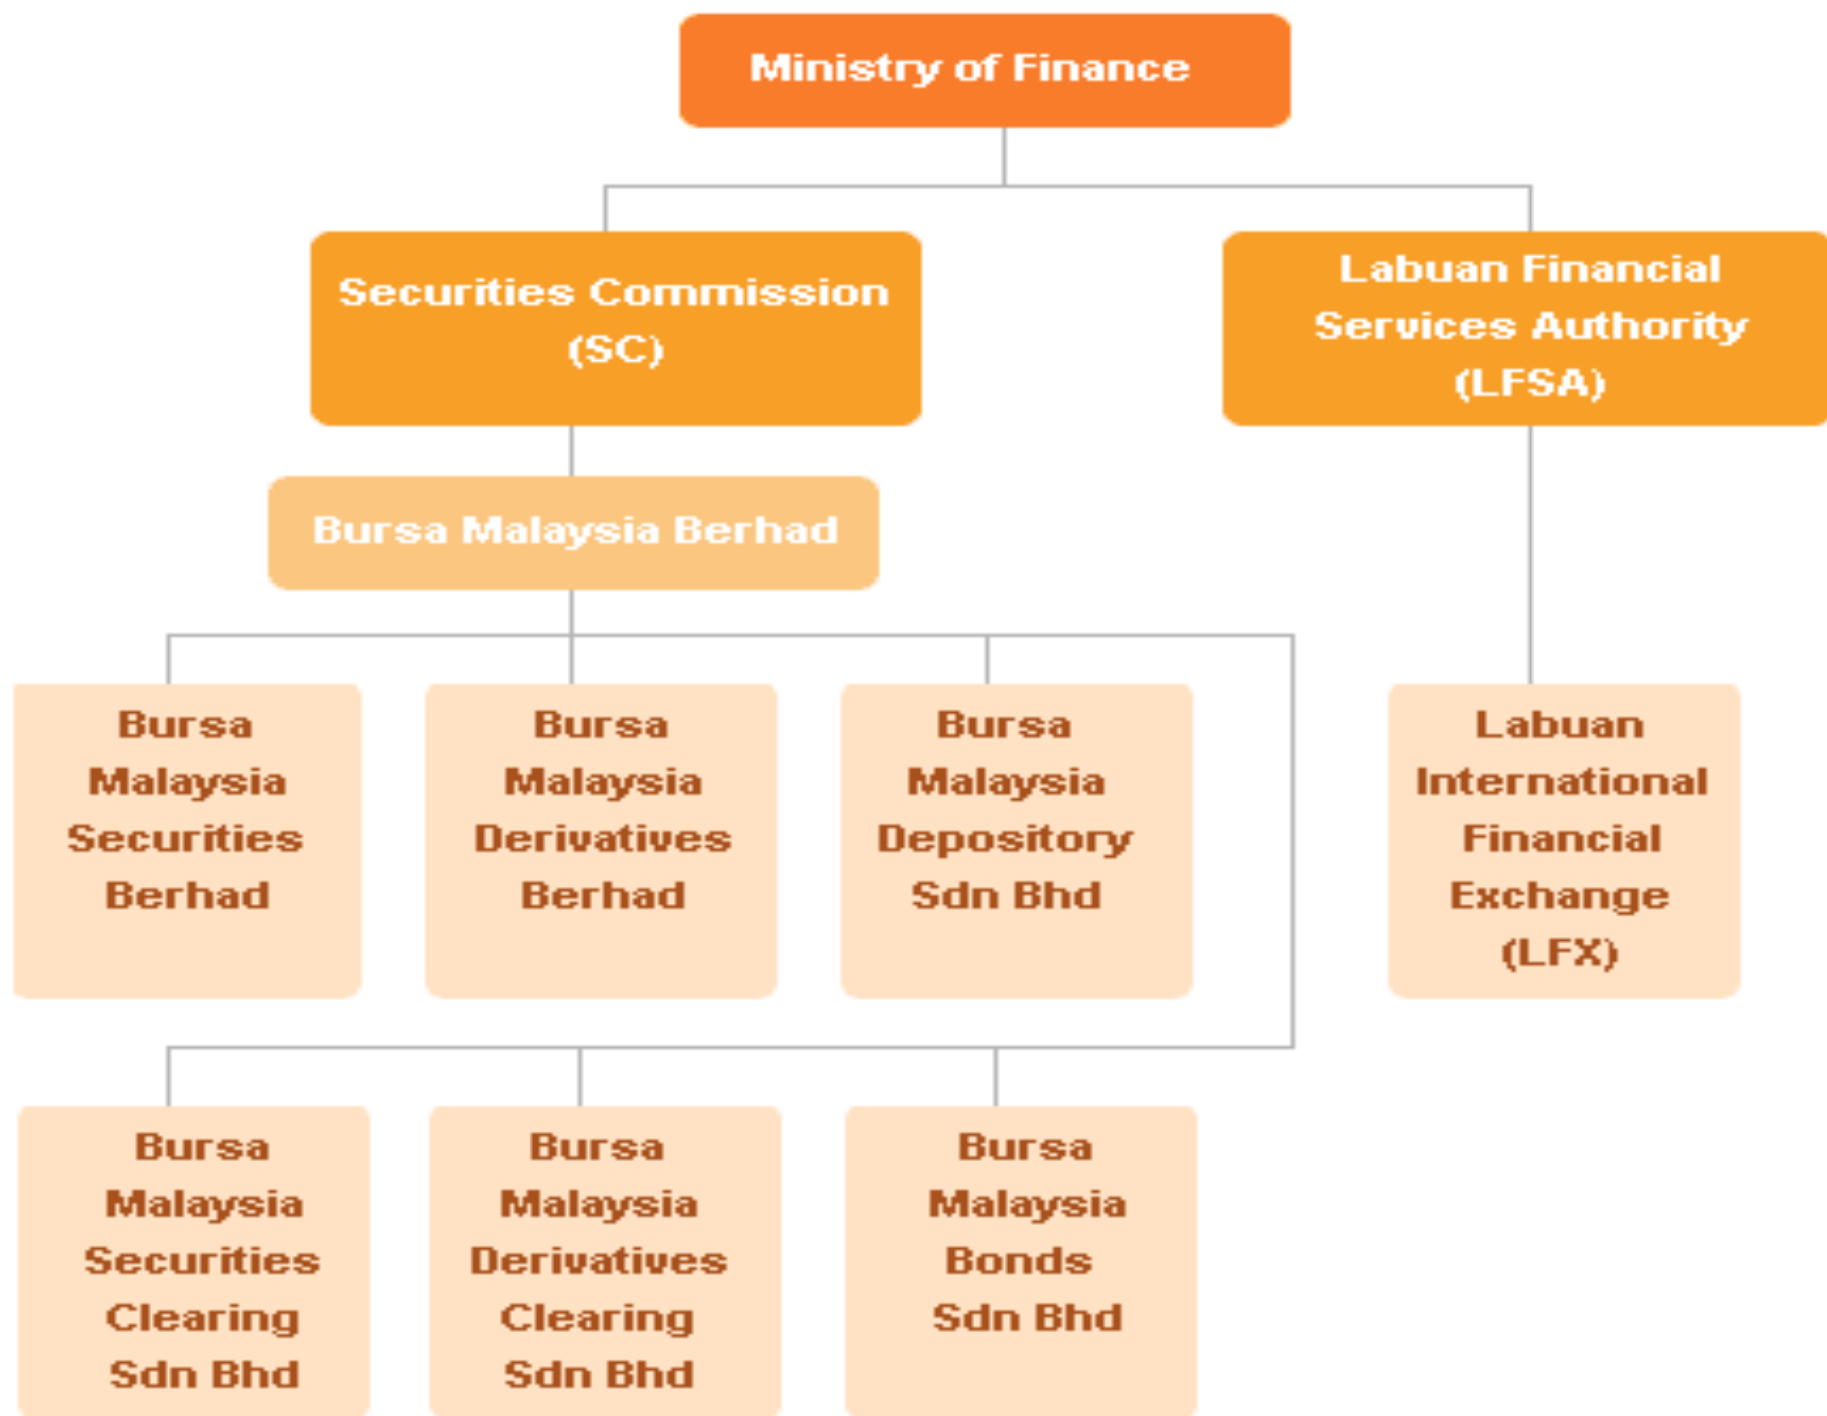 Ministry of Finance
Securities Commission
(SC)
Labuan Financial
Services Authority
(LFSA)
Bursa Malaysia Berhad
Bursa
Malaysia
Securities
Berhad
Bursa
Malaysia
Derivatives
Berhad
Bursa
Malaysia
Depository
Sdn Bhd
Labuan
International
Financial
Exchange
(LFX)
Bursa
Malaysia
Securities
Clearing
Sdn Bhd
Bursa
Malaysia
Derivatives
Clearing
Sdn Bhd
Bursa
Malaysia
Bonds
Sdn Bhd